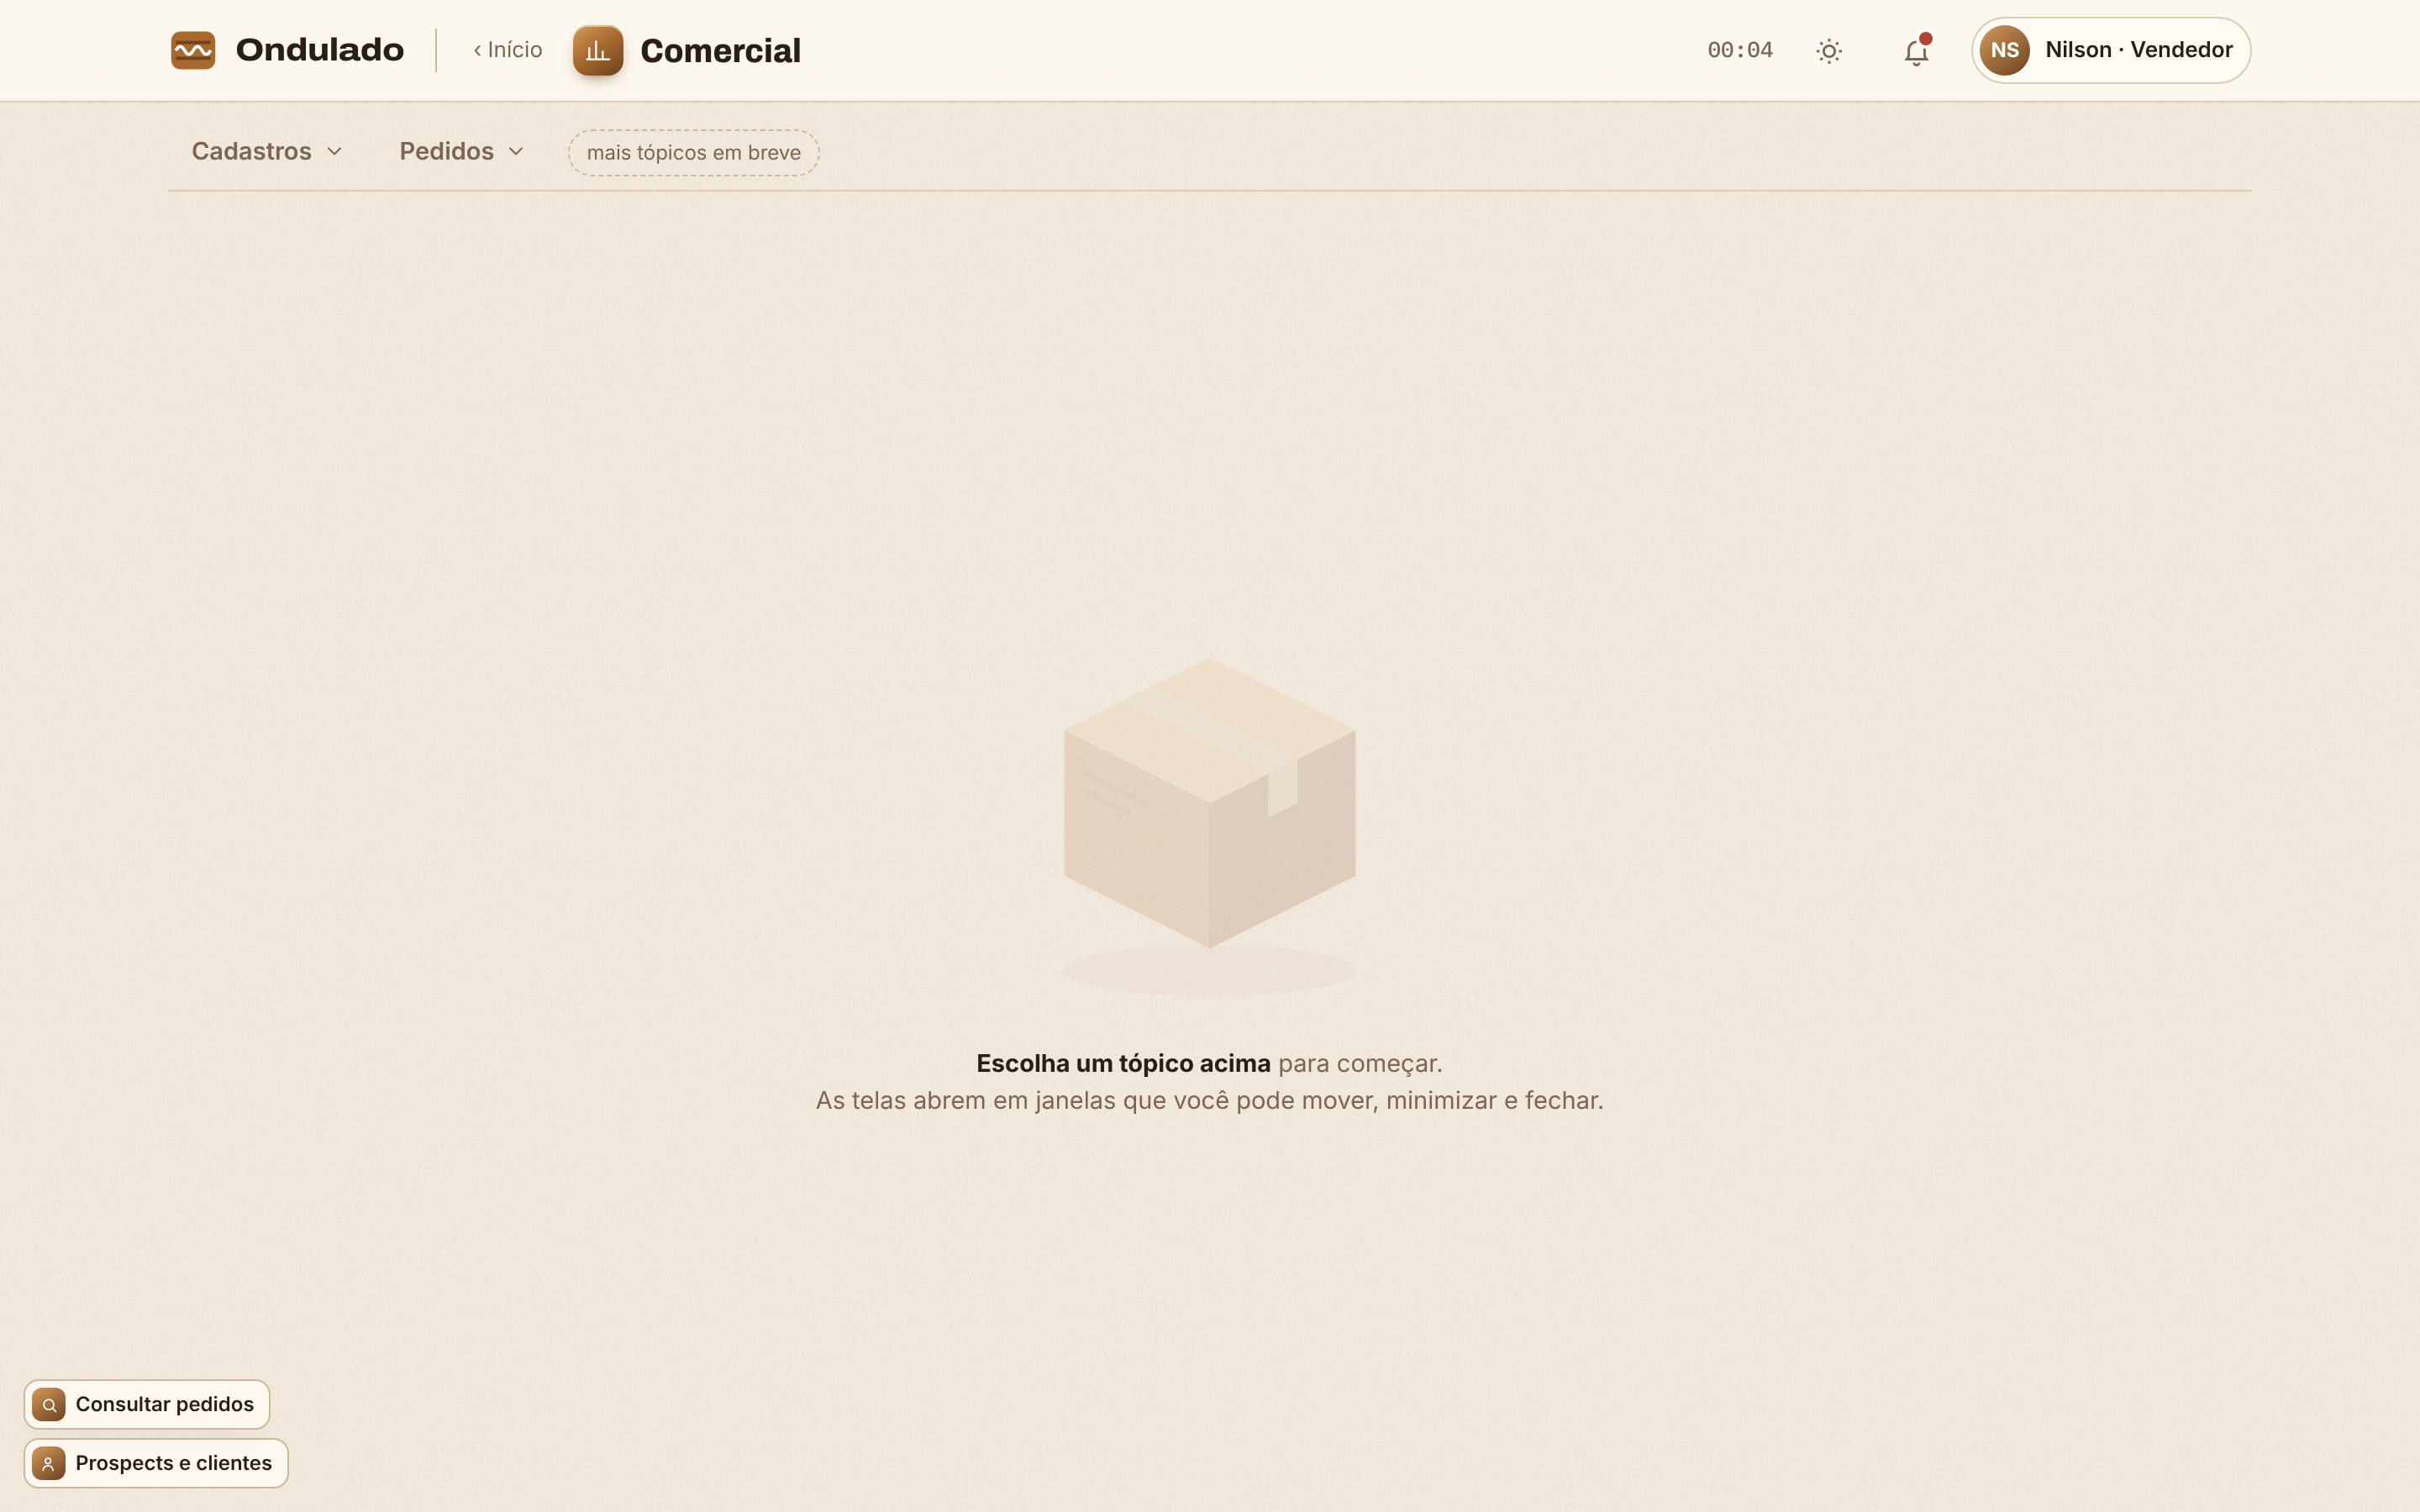 Ondulado
‹ Início
Comercial
00:04
NS
Nilson · Vendedor
Cadastros
Pedidos
mais tópicos em breve
Escolha um tópico acima para começar.
As telas abrem em janelas que você pode mover, minimizar e fechar.
Consultar pedidos
Prospects e clientes